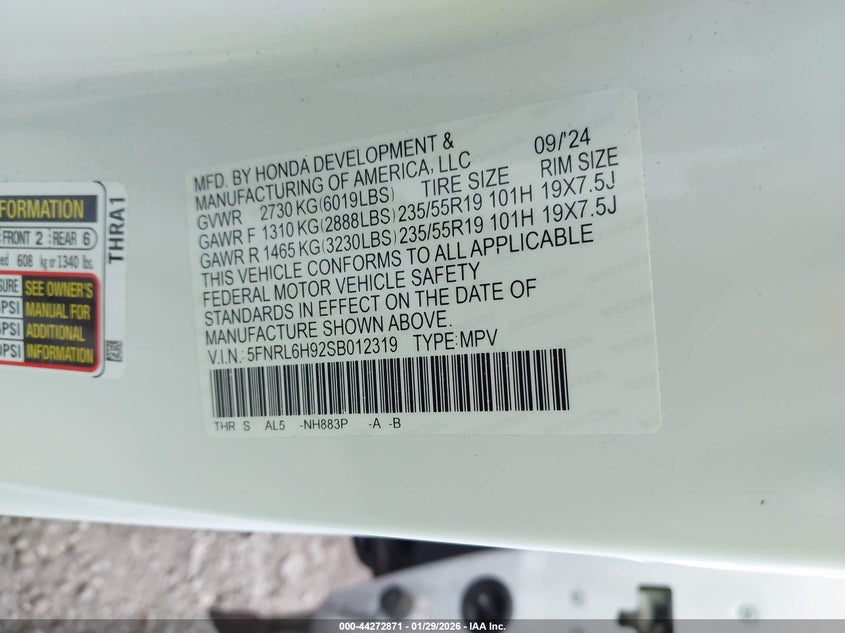 MFD. BY HONDA DEVELOPMENT & 09/'24
MANUFACTURING OF AMERICA, LLC
GVWR 2730 KG(6019LBS) TIRE SIZE RIM SIZE
GAWR F 1310 KG(2888LBS) 235/55R19 101H 19X7.5J
GAWR R 1465 KG(3230LBS) 235/55R19 101H 19X7.5J
THIS VEHICLE CONFORMS TO ALL APPLICABLE
FEDERAL MOTOR VEHICLE SAFETY
STANDARDS IN EFFECT ON THE DATE OF
MANUFACTURE SHOWN ABOVE.
V.I.N.: 5FNRL6H92SB012319 TYPE:MPV
THR S AL5 -NH883P -A -B
FRONT 2 REAR 6
608 kg or 1340 lbs.
SEE OWNER'S
MANUAL FOR
ADDITIONAL
INFORMATION
THRA1
000-44272871 | 01/29/2026 - IAA Inc.